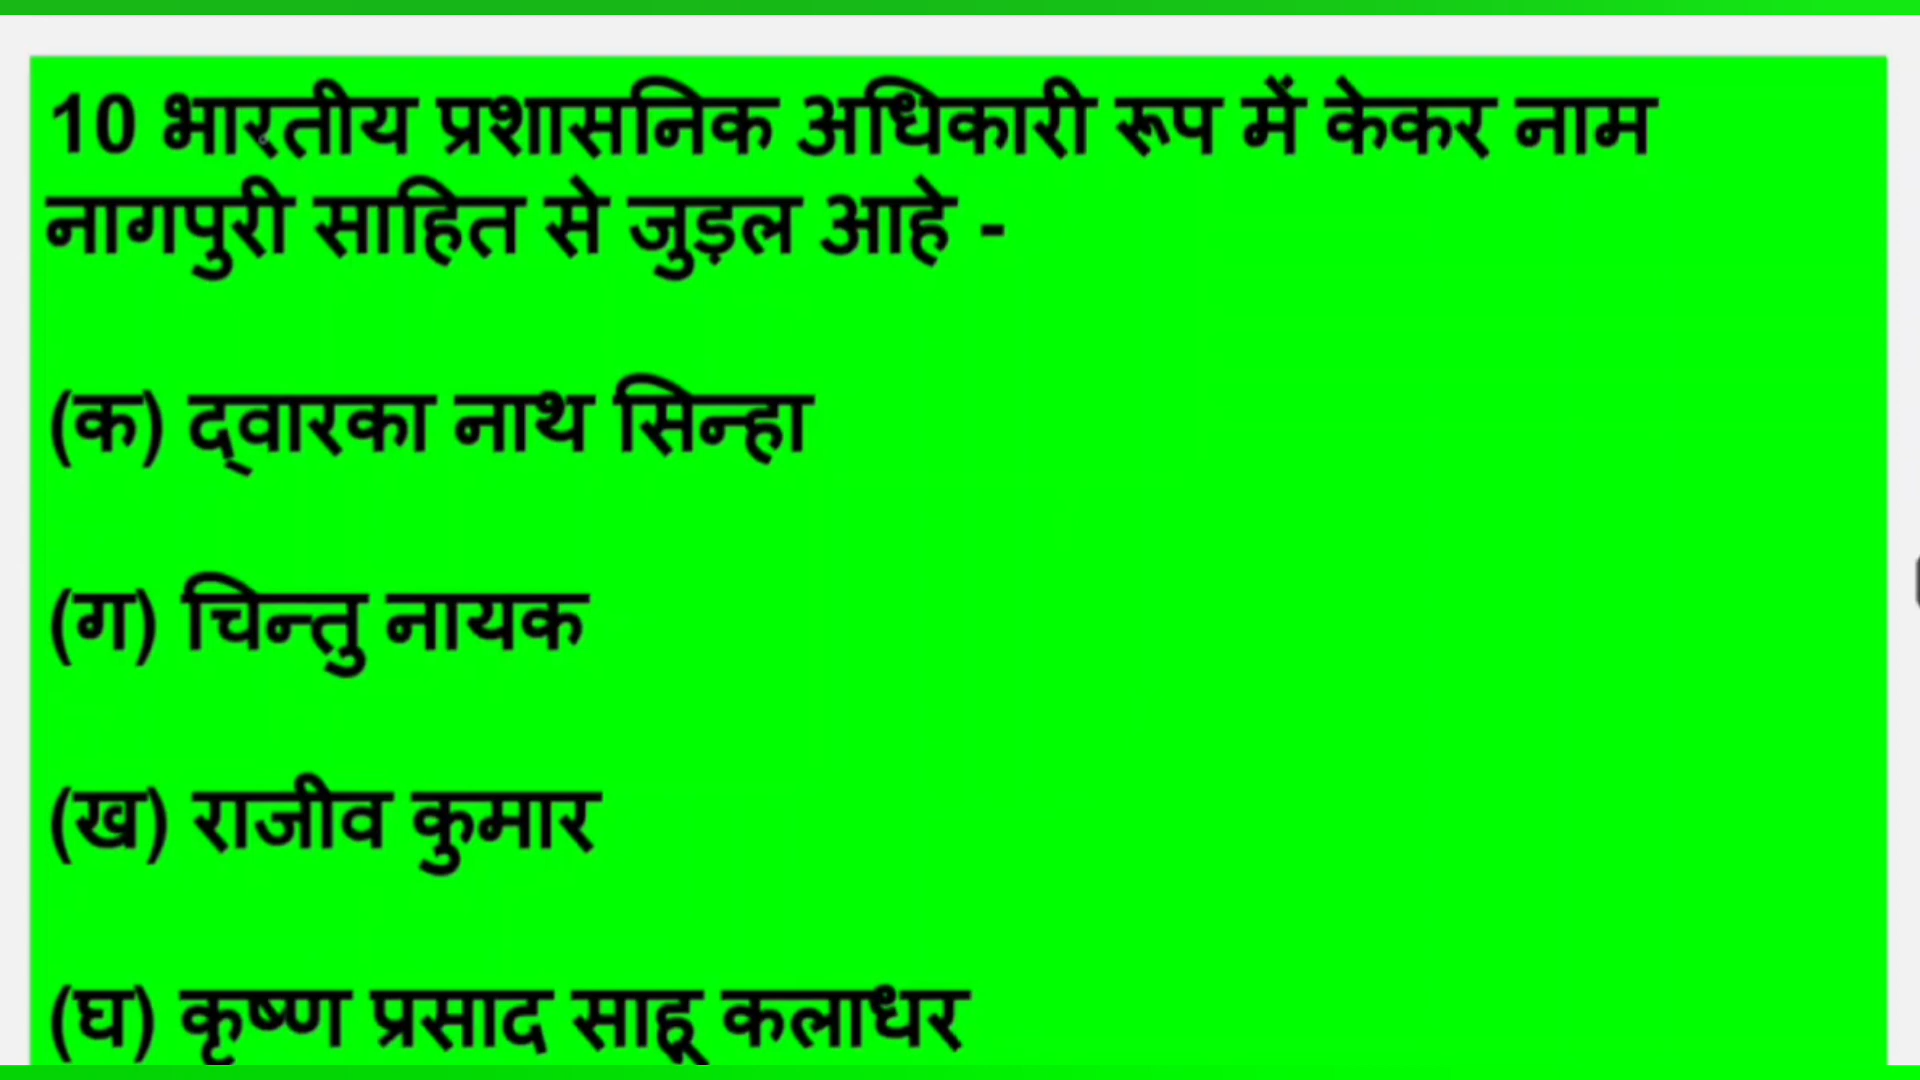 10 भारतीय प्रशासनिक अधिकारी रूप में केकर नाम
नागपुरी साहित से जुड़ल आहे -
(क) द्‌वारका नाथ सिन्हा
(ग) चिन्तु नायक
(ख) राजीव कुमार
(घ) कृष्ण प्रसाद साहू कलाधर